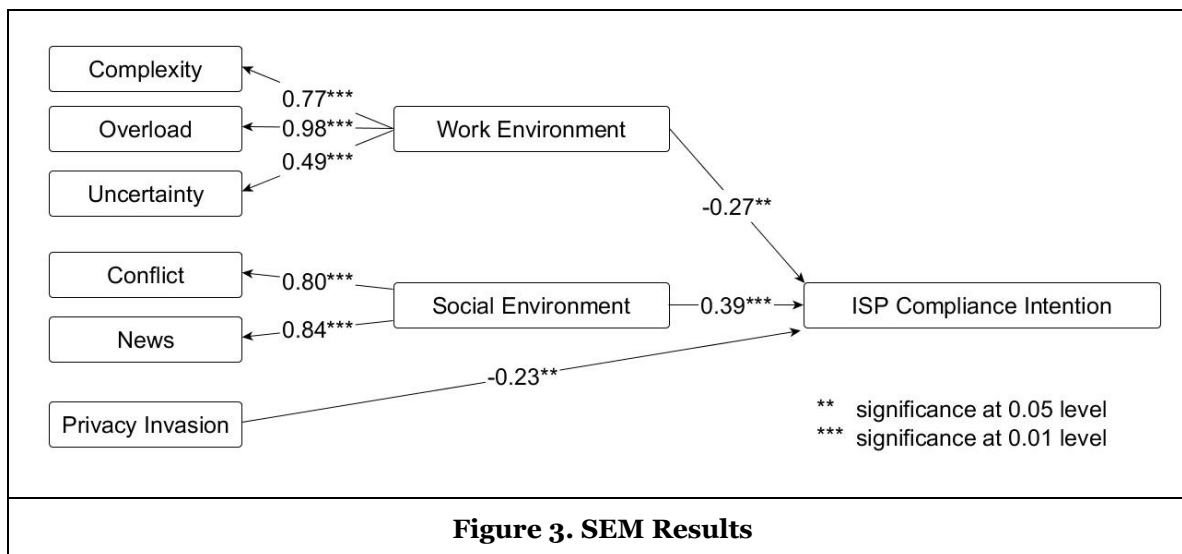 Complexity
0.77***
Overload
0.98***
Work Environment
Uncertainty
0.49***
-0.27**
Conflict
0.80***
Social Environment
0.39***
ISP Compliance Intention
News
0.84***
-0.23**
Privacy Invasion
** significance at 0.05 level
*** significance at 0.01 level
Figure 3. SEM Results